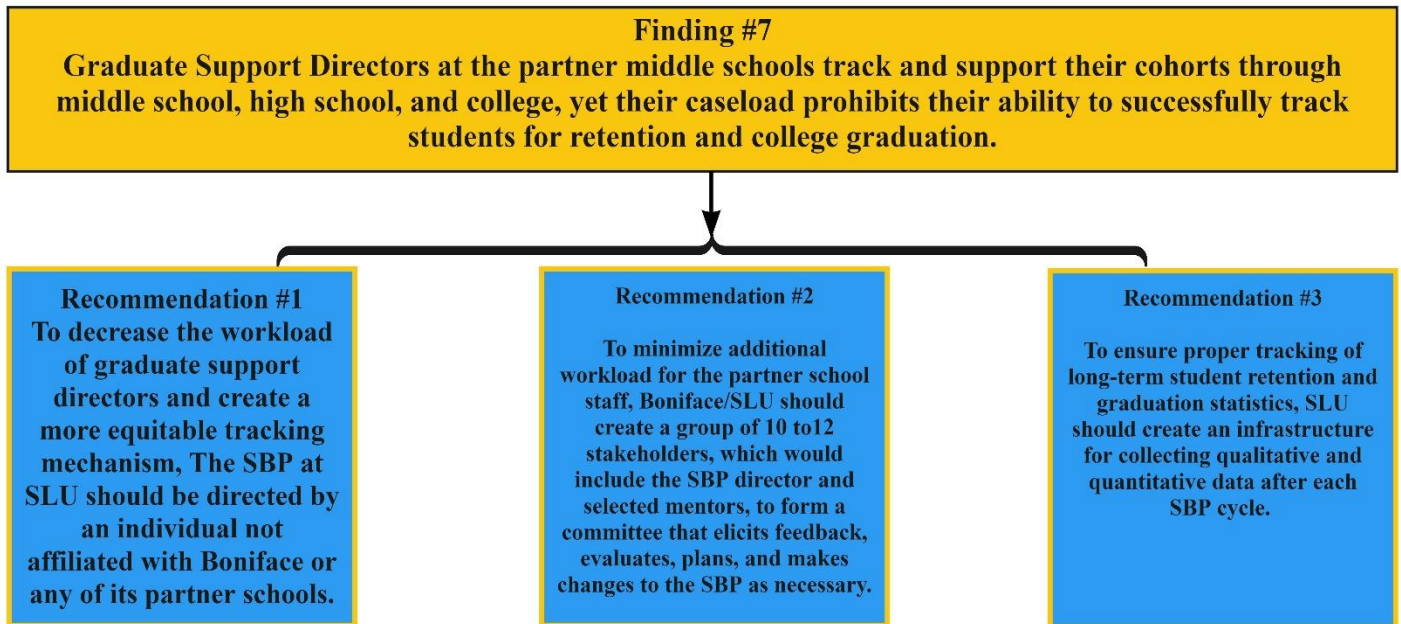 Finding #7
Graduate Support Directors at the partner middle schools track and support their cohorts through
middle school, high school, and college, yet their caseload prohibits their ability to successfully track
students for retention and college graduation.
Recommendation #1
To decrease the workload
of graduate support
directors and create a
more equitable tracking
mechanism, The SBP at
SLU should be directed by
an individual not
affiliated with Boniface or
any of its partner schools.
Recommendation #2
To minimize additional
workload for the partner school
staff, Boniface/SLU should
create a group of 10 to12
stakeholders, which would
include the SBP director and
selected mentors, to form a
committee that elicits feedback,
evaluates, plans, and makes
changes to the SBP as necessary.
Recommendation #3
To ensure proper tracking of
long-term student retention and
graduation statistics, SLU
should create an infrastructure
for collecting qualitative and
quantitative data after each
SBP cycle.